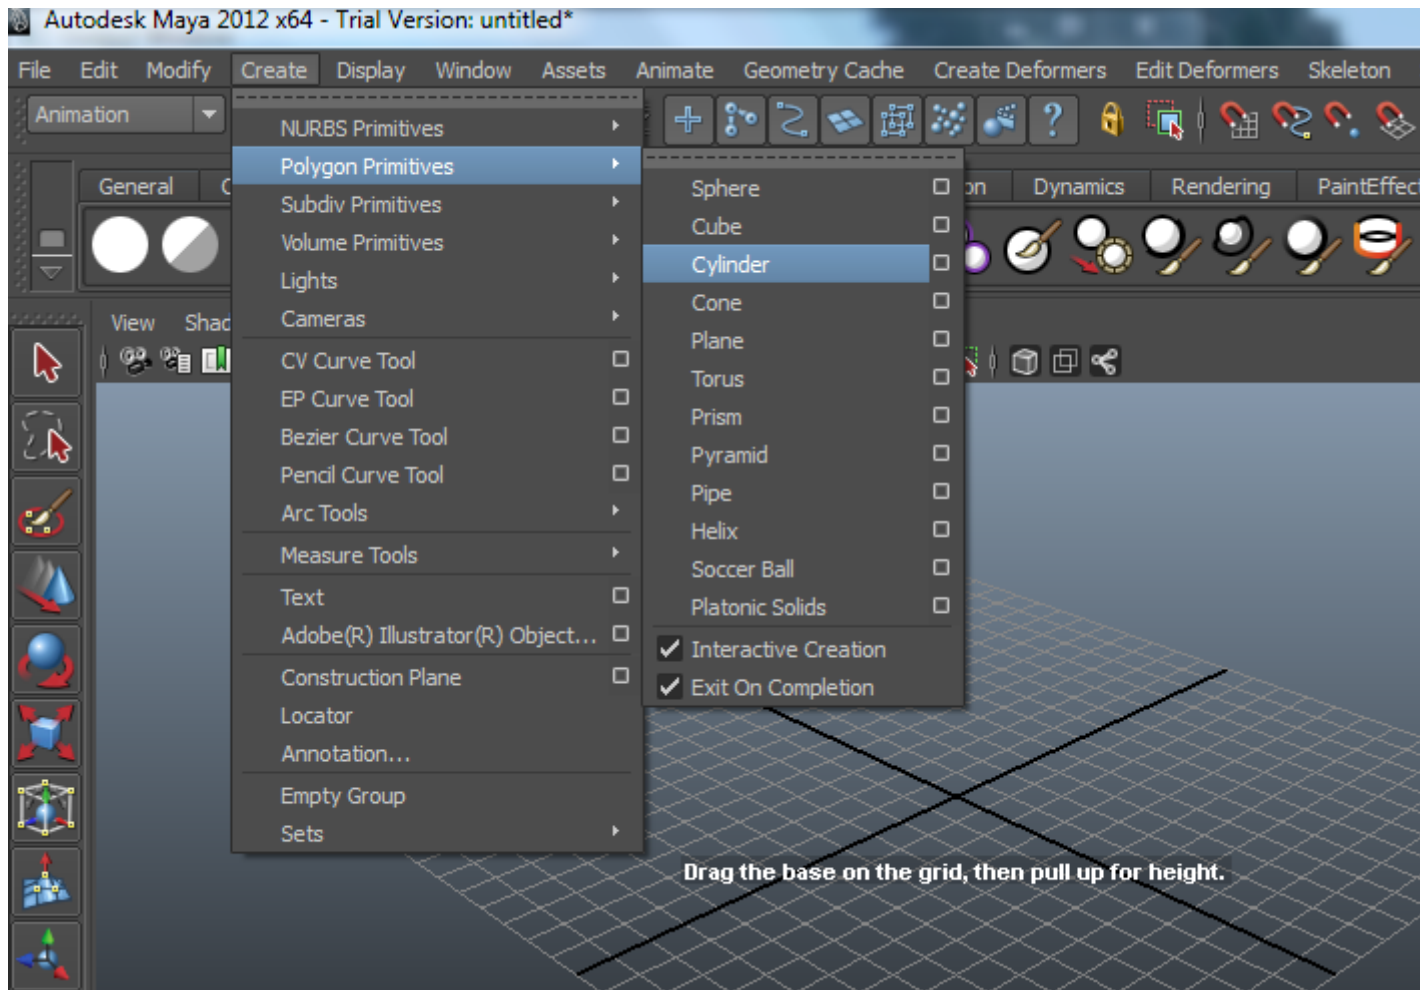 Autodesk Maya 2012 x64 - Trial Version: untitled*
File Edit Modify Create Display Window Assets Animate Geometry Cache Create Deformers Edit Deformers Skeleton
Animation
General Dynamics Rendering
View
NURBS Primitives
Polygon Primitives
Subdiv Primitives
Volume Primitives
Lights
Cameras
CV Curve Tool
EP Curve Tool
Bezier Curve Tool
Pencil Curve Tool
Arc Tools
Measure Tools
Text
Adobe(R) Illustrator(R) Object...
Construction Plane
Locator
Annotation...
Empty Group
Sets
Sphere
Cube
Cylinder
Cone
Plane
Torus
Prism
Pyramid
Pipe
Helix
Soccer Ball
Platonic Solids
Interactive Creation
Exit On Completion
Drag the base on the grid, then pull up for height.